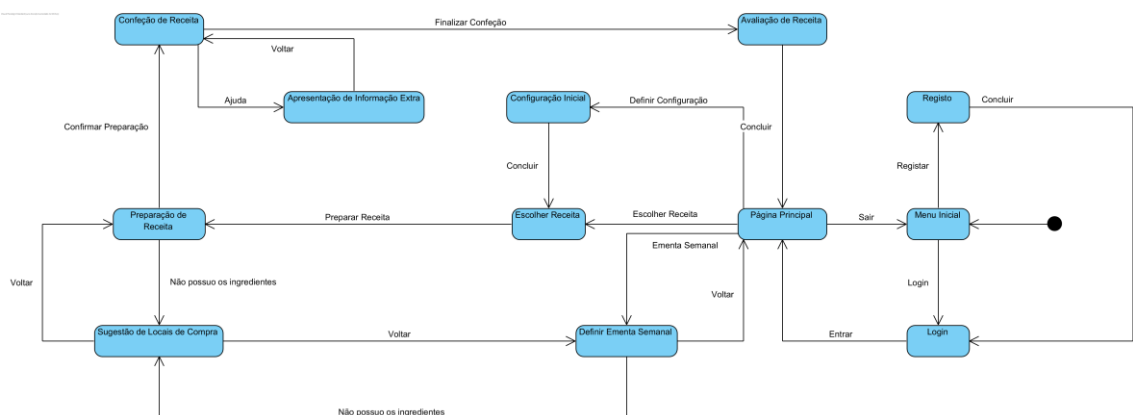 Confeção de Receita
Finalizar Confeção
Avaliação de Receita
Voltar
Ajuda
Apresentação de Informação Extra
Configuração Inicial
Definir Configuração
Registo
Concluir
Confirmar Preparação
Concluir
Concluir
Registar
Preparação de
Receita
Preparar Receita
Escolher Receita
Escolher Receita
Página Principal
Sair
Menu Inicial
Ementa Semanal
Voltar
Não possuo os ingredientes
Voltar
Login
Sugestão de Locais de Compra
Voltar
Definir Ementa Semanal
Entrar
Login
Não possuo os ingredientes